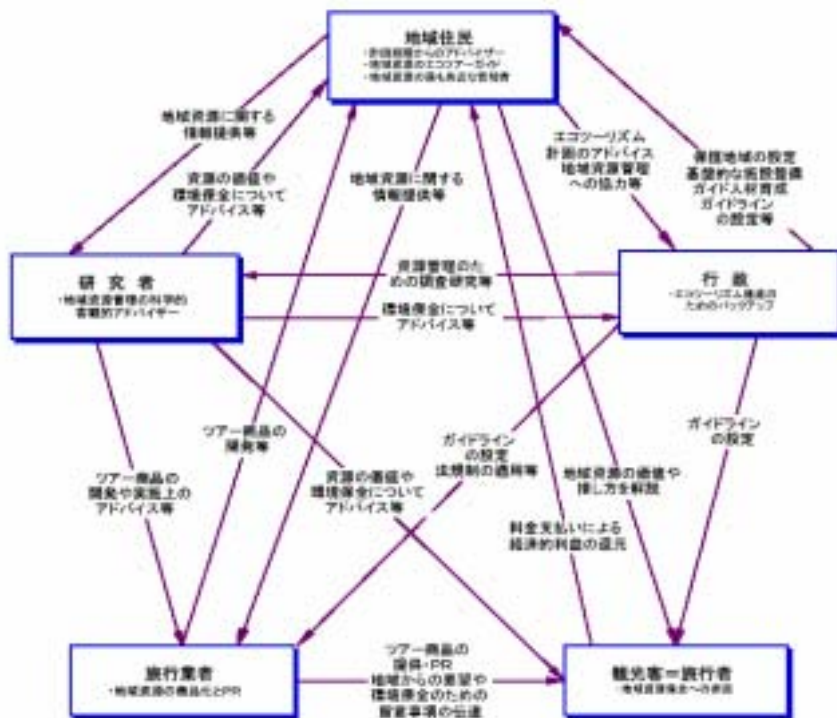 地域住民
・計画段階からのアドバイザー
・地域資源のエコツアーガイド
・地域資源の最も身近な管理者
地域資源に関する
情報提供等
資源の価値や
環境保全について
アドバイス等
地域資源に関する
情報提供等
エコツーリズム
計画のアドバイス
地域資源管理
への協力等
保護地域の設定
基盤的な施設整備
ガイド人材育成
ガイドライン
の設定等
研究者
・地域資源管理の科学的
客観的アドバイザー
資源管理のた
めの調査研究等
環境保全について
アドバイス等
行政
・エコツーリズム推進の
ためのバックアップ
ツアー商品の
開発や実施上の
アドバイス等
ツアー商品の
開発等
資源の価値や
環境保全について
アドバイス等
ガイドライン
の設定
法規制の適用等
地域資源の価値や
接し方を解説
料金支払いによる
経済的利益の還元
ガイドライン
の設定
旅行業者
・地域資源の商品化とPR
ツアー商品の
提供・PR
地域からの要望や
環境保全のための
留意事項の伝達
観光客＝旅行者
・地域資源保全への参画